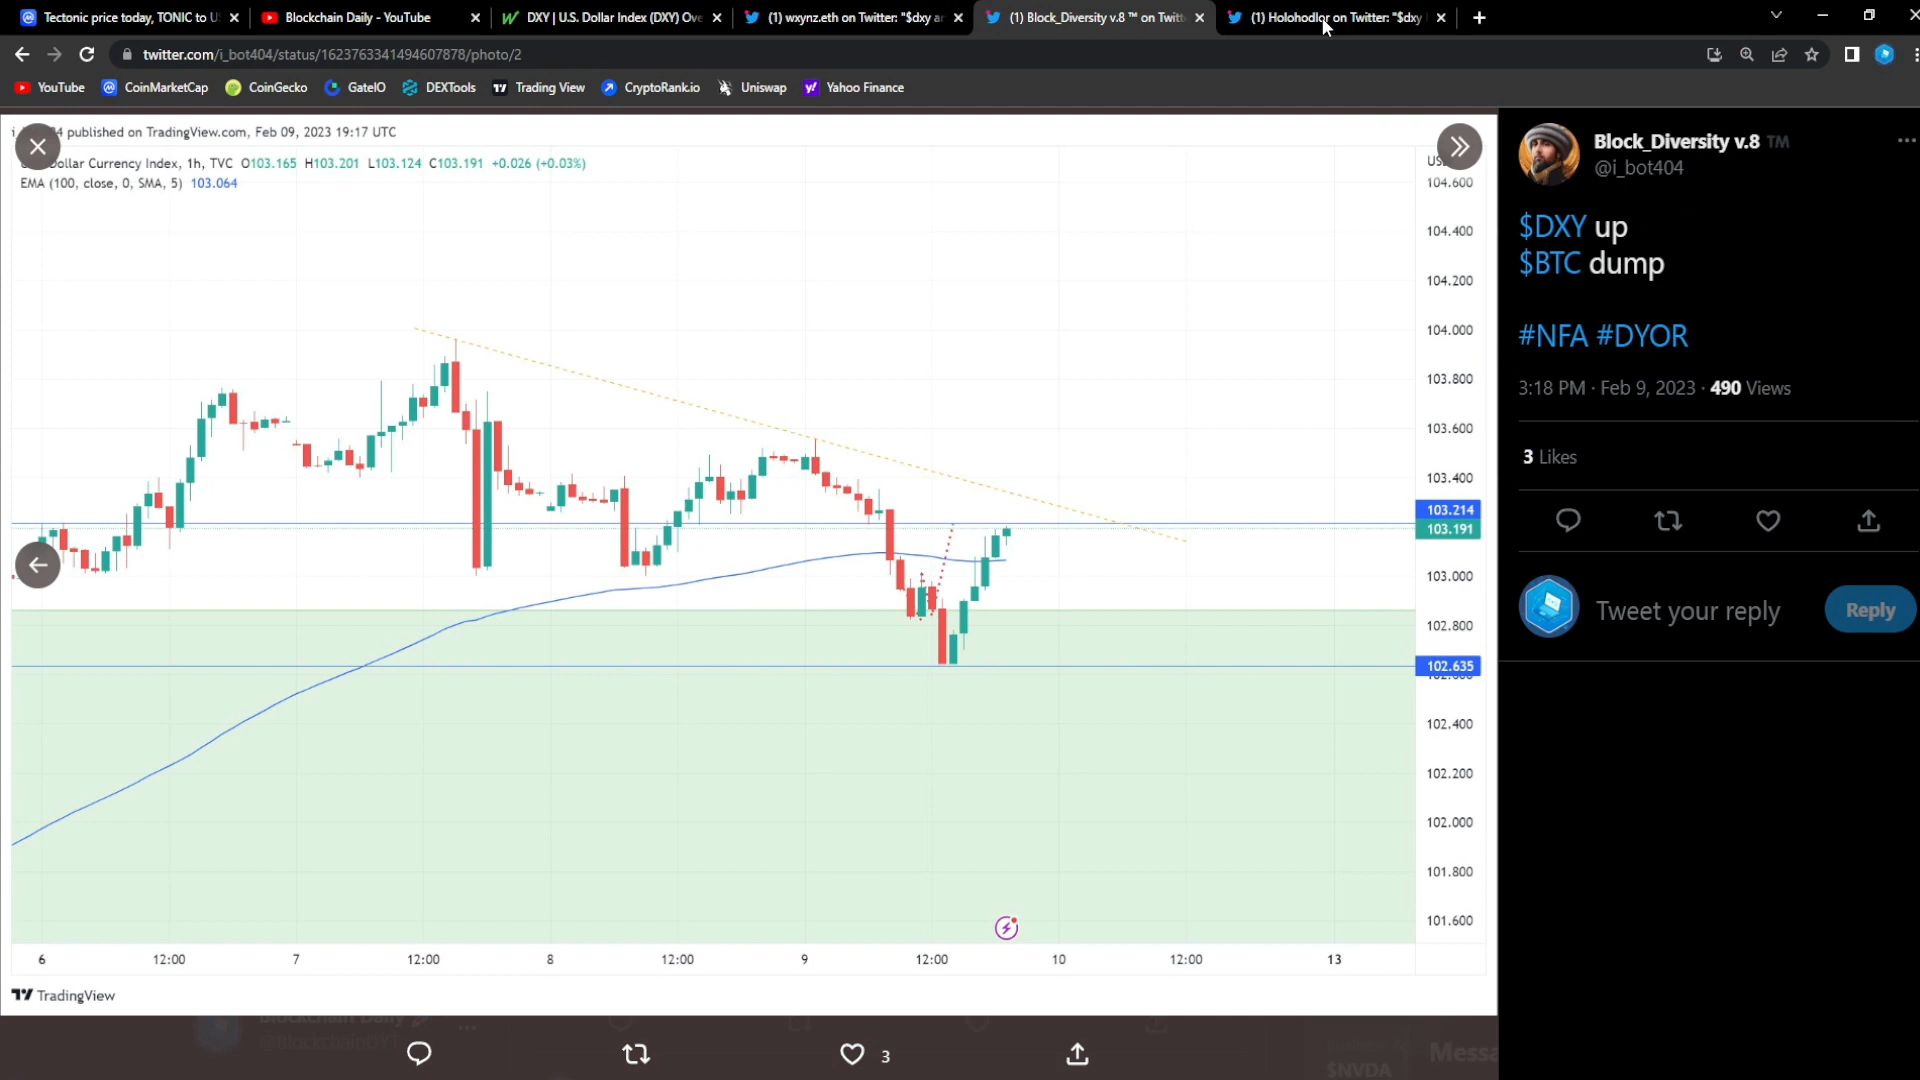 Tectonic price today, TONIC to U
Blockchain Daily - YouTube
DXY | U.S. Dollar Index (DXY) Ove
(1) wxynz.eth on Twitter: "$dxy ar
(1) Block_Diversity v.8 ™ on Twitt
(1) Holohodlor on Twitter: "$dxy
twitter.com/i_bot404/status/1623763341494607878/photo/2
YouTube
CoinMarketCap
CoinGecko
GateIO
DEXTools
Trading View
CryptoRank.io
Uniswap
Yahoo Finance
published on TradingView.com, Feb 09, 2023 19:17 UTC
Dollar Currency Index, 1h, TVC O103.165 H103.201 L103.124 C103.191 +0.026 (+0.03%)
EMA (100, close, 0, SMA, 5) 103.064
104.600
104.400
104.200
104.000
103.800
103.600
103.400
103.214
103.191
103.000
102.800
102.635
102.400
102.200
102.000
101.800
101.600
6 12:00 7 12:00 8 12:00 9 12:00 10 12:00 13
TradingView
Block_Diversity v.8 TM
@i_bot404
$DXY up
$BTC dump
#NFA #DYOR
3:18 PM · Feb 9, 2023 · 490 Views
3 Likes
Tweet your reply
Reply
3
$NVDA